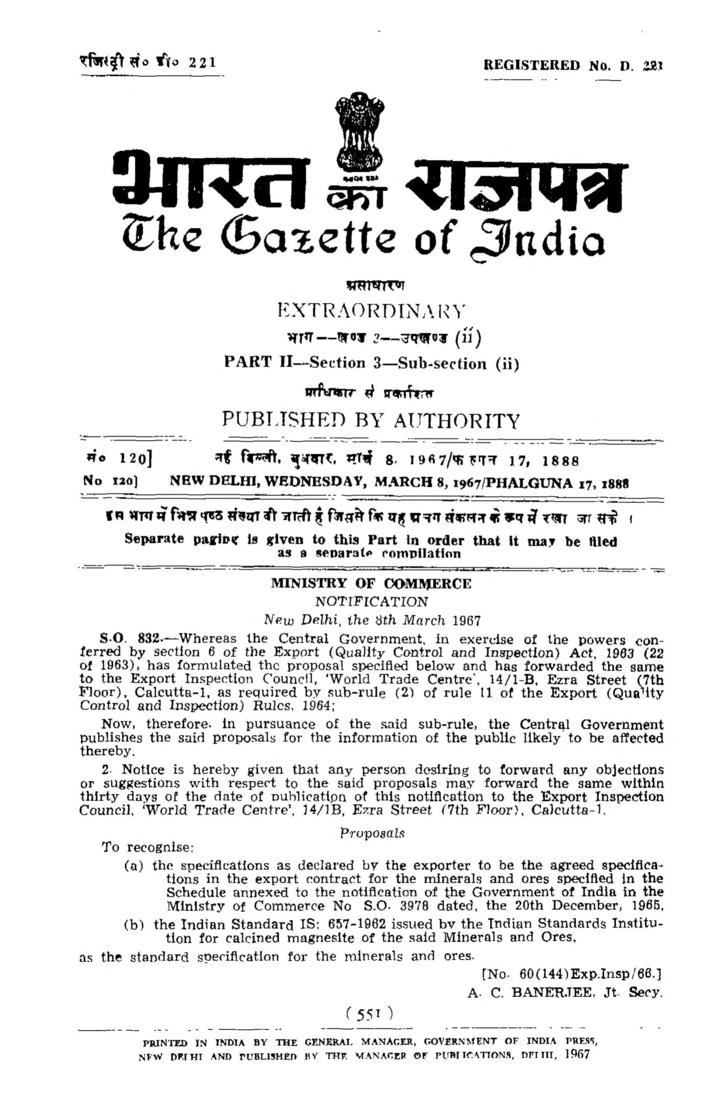 रजिस्ट्री सं० डी० 221
REGISTERED No. D. 221
भारत का राजपत्र
The Gazette of India
असाधारण
EXTRAORDINARY
भाग --खण्ड 3--उपखण्ड (ii)
PART II—Section 3—Sub-section (ii)
प्राधिकार से प्रकाशित
PUBLISHED BY AUTHORITY
सं० 120]
नई दिल्ली, बुधवार, मार्च 8, 1967/फाल्गुन 17, 1888
No 120]
NEW DELHI, WEDNESDAY, MARCH 8, 1967/PHALGUNA 17, 1888
इस भाग में भिन्न पृष्ठ संख्या दी जाती है जिससे कि यह अलग संकलन के रूप में रखा जा सके ।
Separate paging is given to this Part in order that it may be filed
as a separate compilation
MINISTRY OF COMMERCE
NOTIFICATION
New Delhi, the 8th March 1967
S.O. 832.—Whereas the Central Government, in exercise of the powers con-
ferred by section 6 of the Export (Quality Control and Inspection) Act, 1963 (22
of 1963), has formulated the proposal specified below and has forwarded the same
to the Export Inspection Council, 'World Trade Centre', 14/1-B, Ezra Street (7th
Floor), Calcutta-1, as required by sub-rule (2) of rule 11 of the Export (Quality
Control and Inspection) Rules, 1964;
Now, therefore, in pursuance of the said sub-rule, the Central Government
publishes the said proposals for the information of the public likely to be affected
thereby.
2. Notice is hereby given that any person desiring to forward any objections
or suggestions with respect to the said proposals may forward the same within
thirty days of the date of publication of this notification to the Export Inspection
Council, 'World Trade Centre', 14/1B, Ezra Street (7th Floor), Calcutta-1.
Proposals
To recognise:
(a) the specifications as declared by the exporter to be the agreed specifica-
tions in the export contract for the minerals and ores specified in the
Schedule annexed to the notification of the Government of India in the
Ministry of Commerce No S.O. 3978 dated, the 20th December, 1965,
(b) the Indian Standard IS: 657-1962 issued by the Indian Standards Institu-
tion for calcined magnesite of the said Minerals and Ores,
as the standard specification for the minerals and ores.
[No. 60(144)Exp.Insp/66.]
A. C. BANERJEE, Jt. Secy.
(551)
PRINTED IN INDIA BY THE GENERAL MANAGER, GOVERNMENT OF INDIA PRESS,
NEW DELHI AND PUBLISHED BY THE MANAGER OF PUBLICATIONS, DELHI, 1967